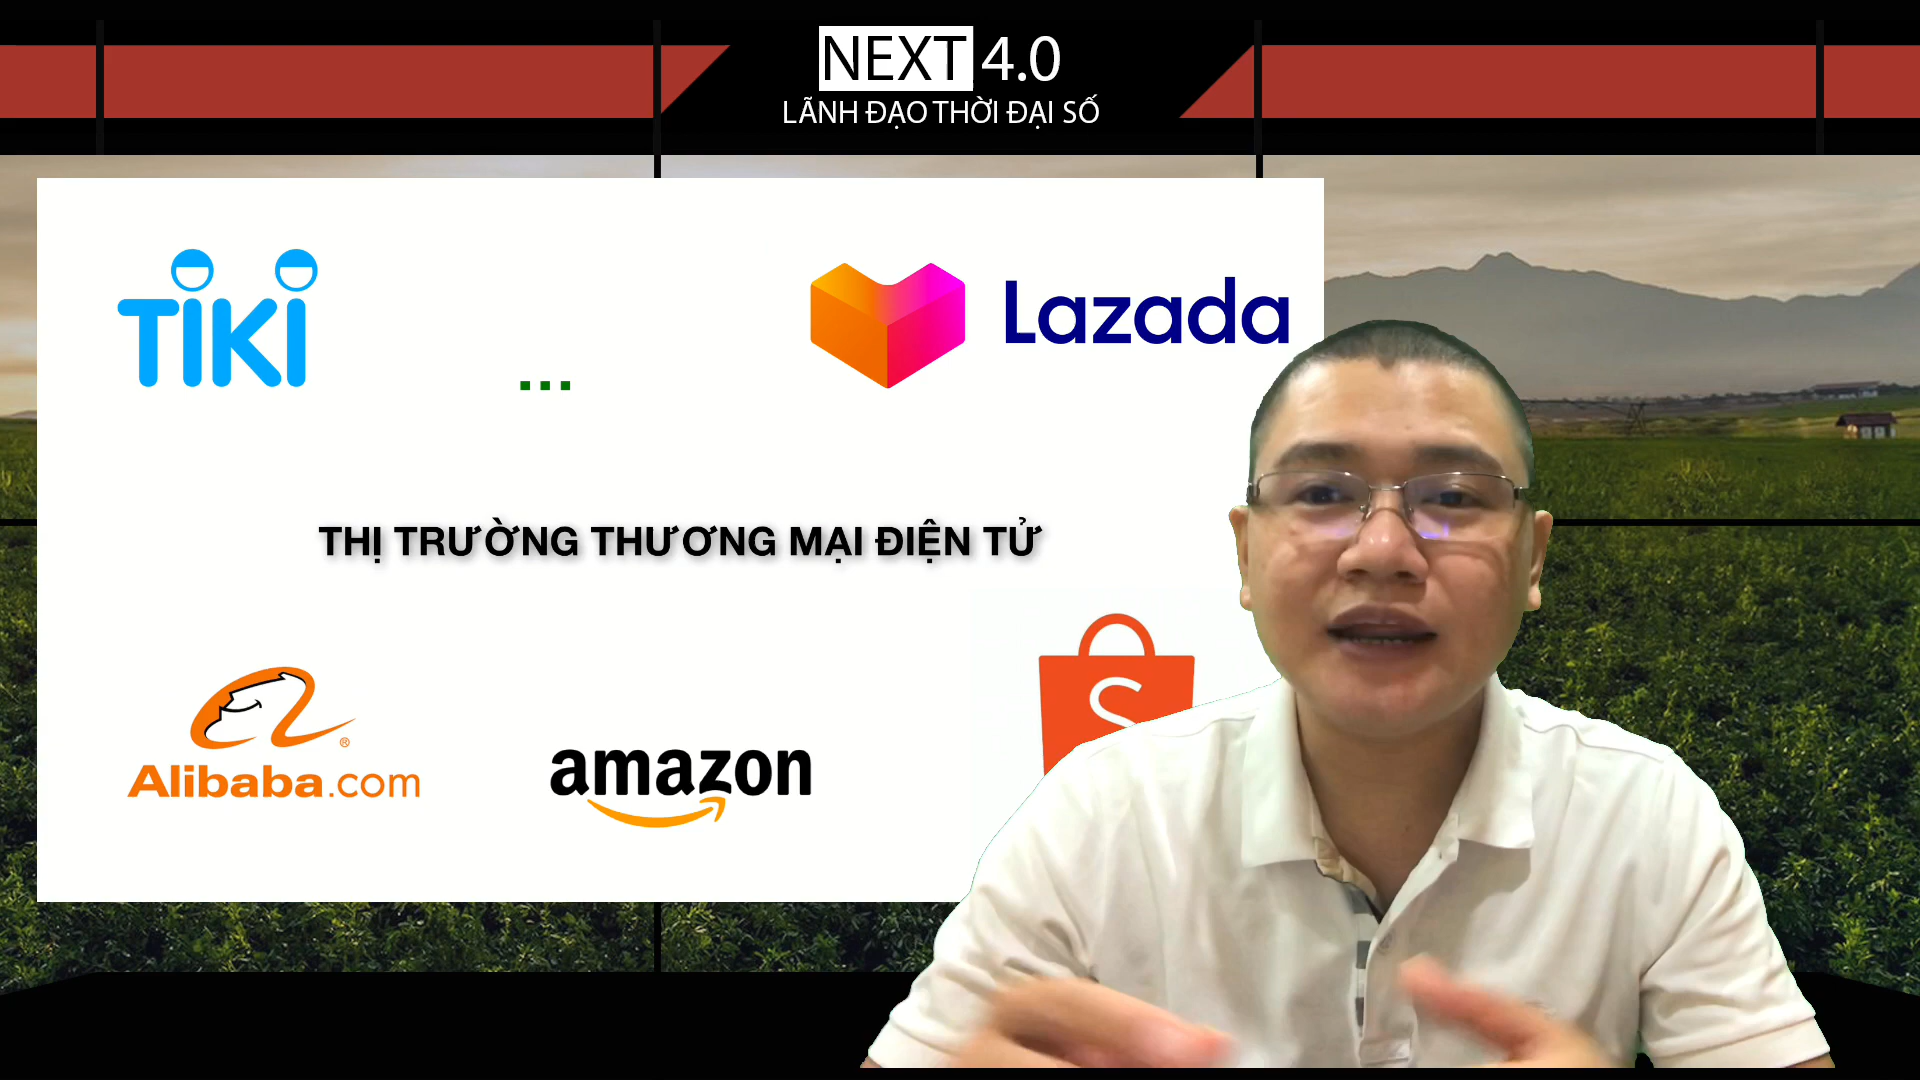 NEXT 4.0
LÃNH ĐẠO THỜI ĐẠI SỐ
TIKI
Lazada
...
THỊ TRƯỜNG THƯƠNG MẠI ĐIỆN TỬ
S
Alibaba.com®
amazon